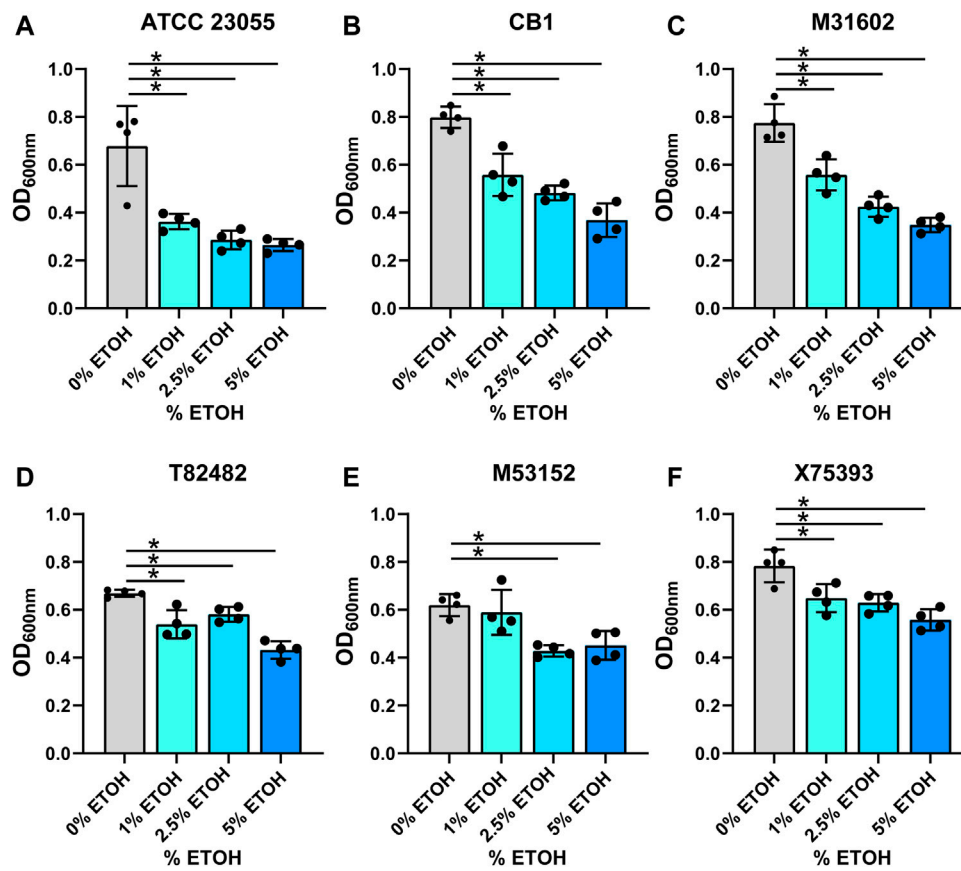 A
ATCC 23055
OD600nm
1.0
0.8
0.6
0.4
0.2
0.0
*
*
*
0% ETOH
1% ETOH
2.5% ETOH
5% ETOH
% ETOH
B
CB1
OD600nm
1.0
0.8
0.6
0.4
0.2
0.0
*
*
*
0% ETOH
1% ETOH
2.5% ETOH
5% ETOH
% ETOH
C
M31602
OD600nm
1.0
0.8
0.6
0.4
0.2
0.0
*
*
*
0% ETOH
1% ETOH
2.5% ETOH
5% ETOH
% ETOH
D
T82482
OD600nm
1.0
0.8
0.6
0.4
0.2
0.0
*
*
*
0% ETOH
1% ETOH
2.5% ETOH
5% ETOH
% ETOH
E
M53152
OD600nm
1.0
0.8
0.6
0.4
0.2
0.0
*
*
0% ETOH
1% ETOH
2.5% ETOH
5% ETOH
% ETOH
F
X75393
OD600nm
1.0
0.8
0.6
0.4
0.2
0.0
*
*
*
0% ETOH
1% ETOH
2.5% ETOH
5% ETOH
% ETOH